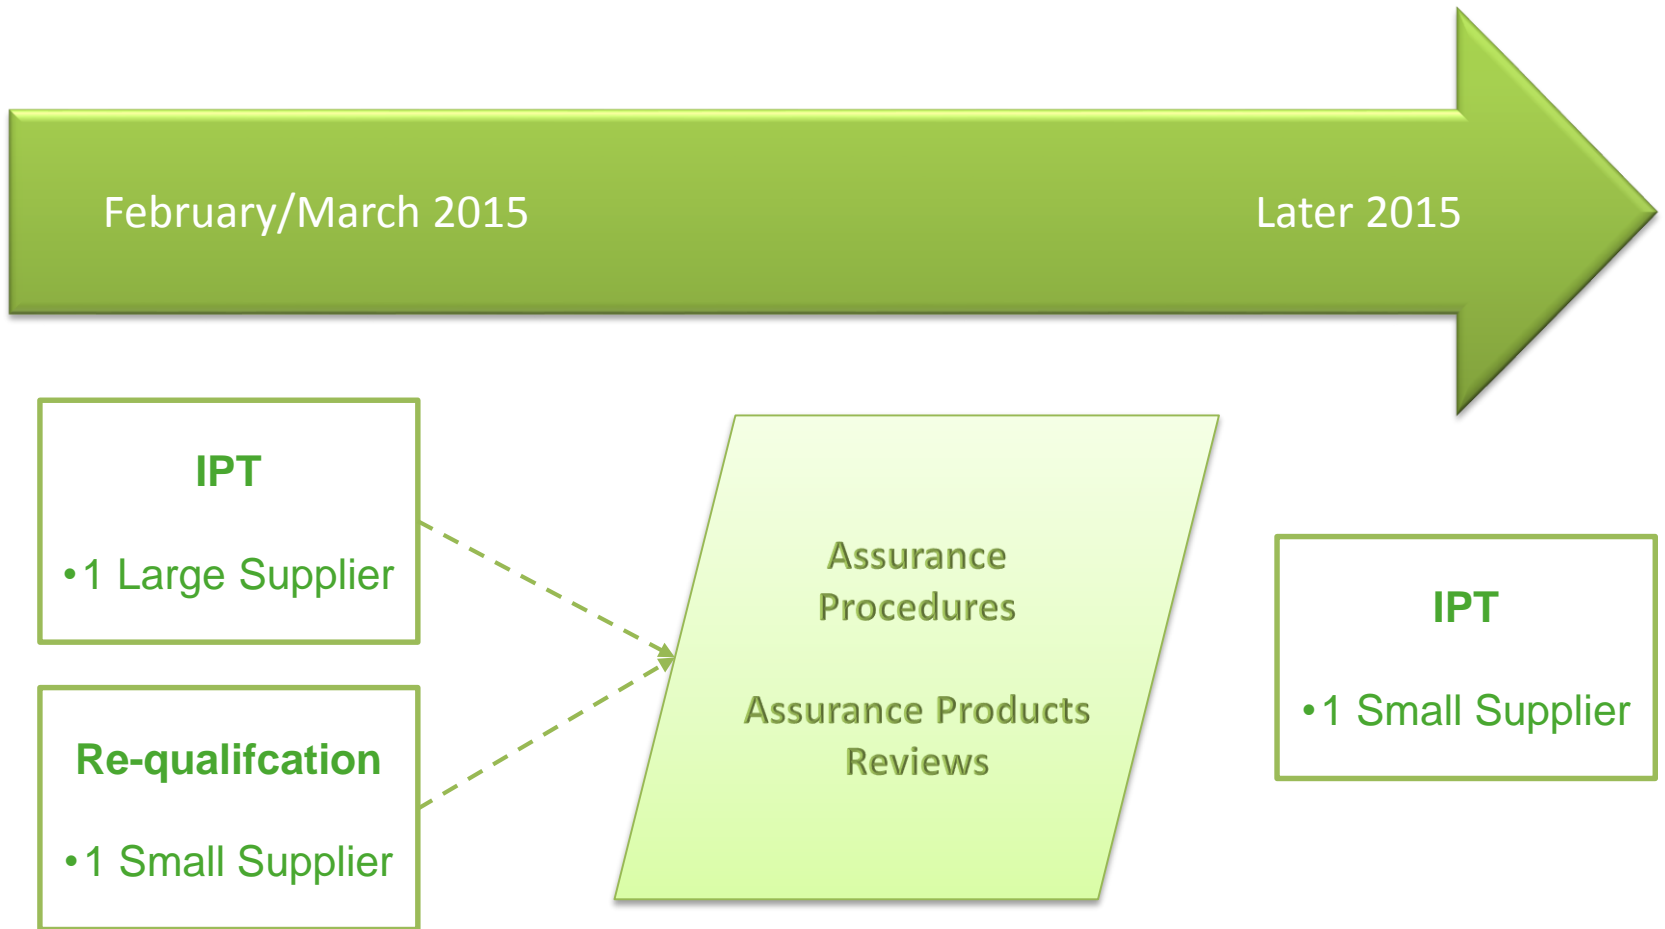 February/March 2015
Later 2015
IPT
•1 Large Supplier
Re-qualifcation
•1 Small Supplier
Assurance
Procedures
Assurance Products
Reviews
IPT
•1 Small Supplier